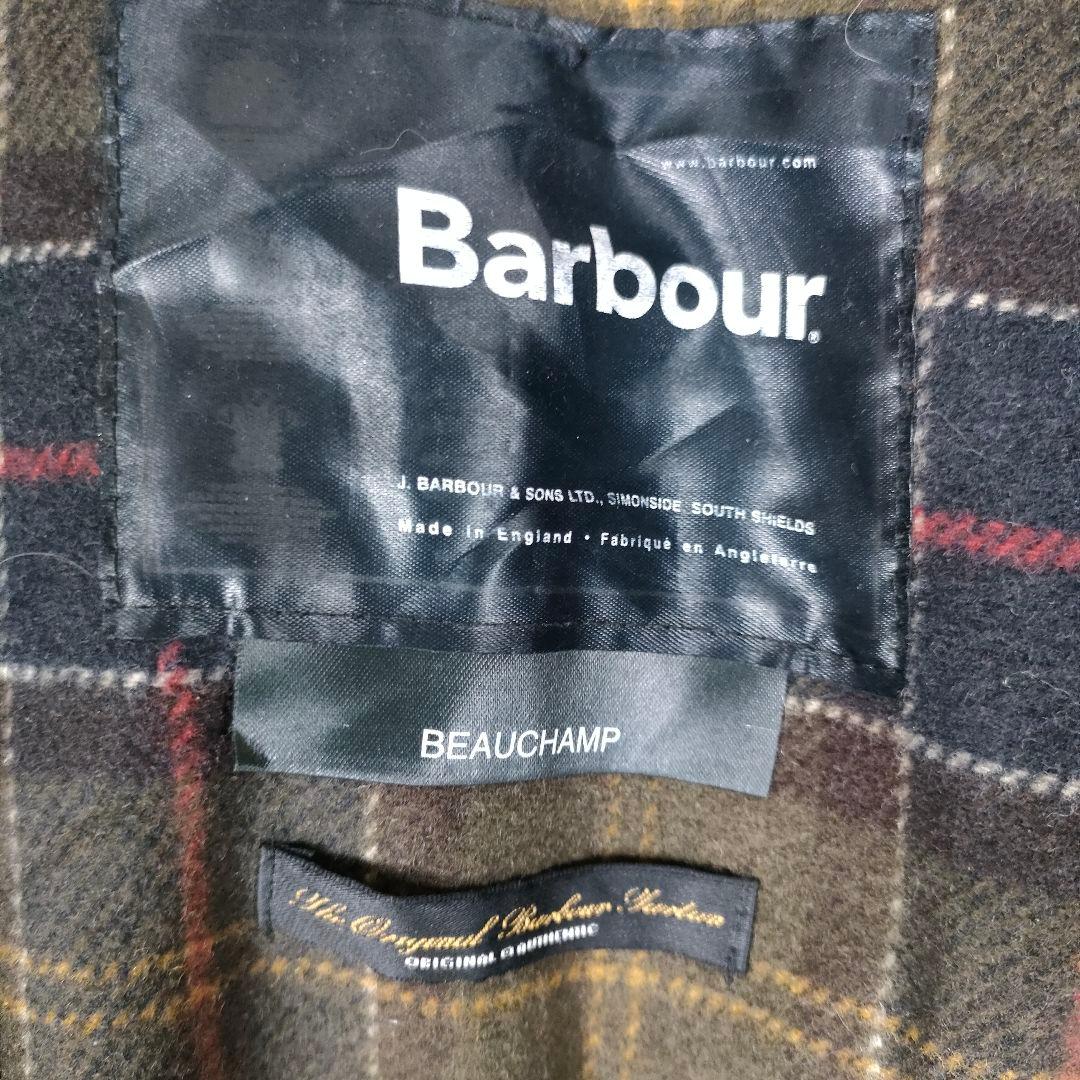 www.barbour.com
Barbour®
J. BARBOUR & SONS LTD., SIMONSIDE SOUTH SHIELDS
Made in England • Fabriqué en Angleterre
BEAUCHAMP
The Original Barbour Tartan
ORIGINAL & AUTHENTIC